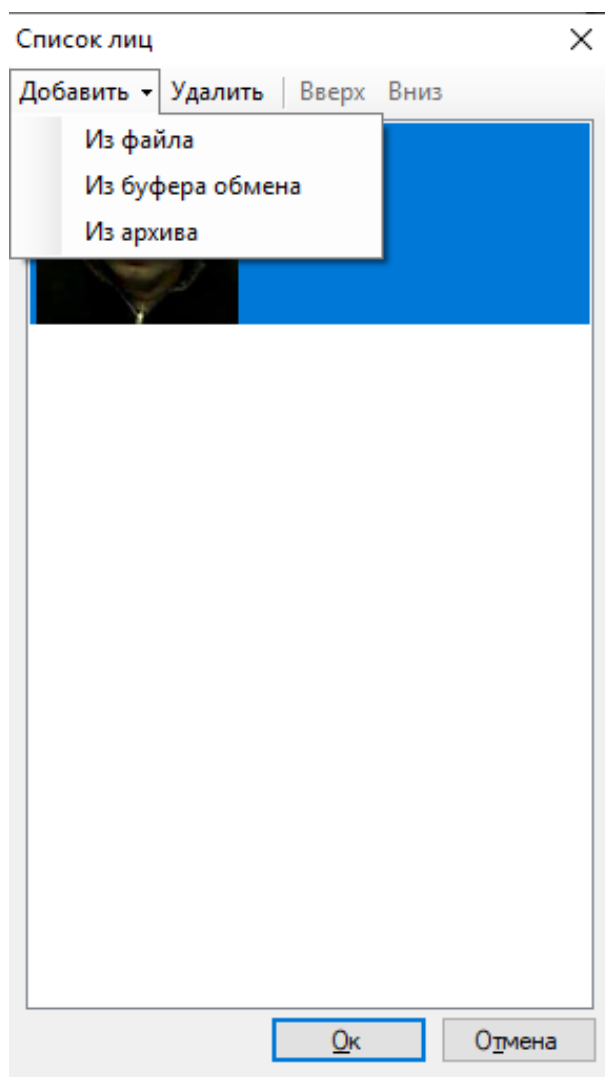 Список лиц
Добавить Удалить Вверх Вниз
Из файла
Из буфера обмена
Из архива
Ок Отмена